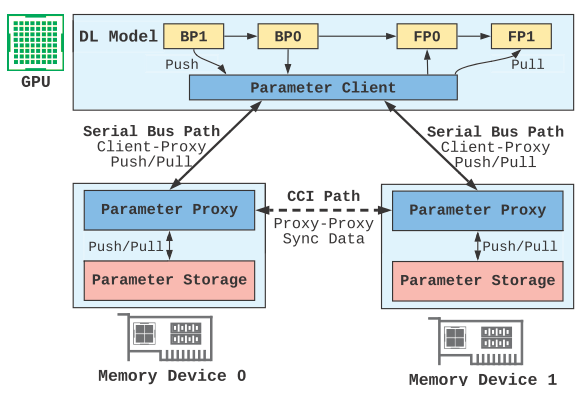 DL Model
BP1
BP0
FP0
FP1
Push
Pull
Parameter Client
GPU
Serial Bus Path
Client-Proxy
Push/Pull
Serial Bus Path
Client-Proxy
Push/Pull
Parameter Proxy
CCI Path
Proxy-Proxy
Sync Data
Parameter Proxy
Push/Pull
Push/Pull
Parameter Storage
Parameter Storage
Memory Device 0
Memory Device 1